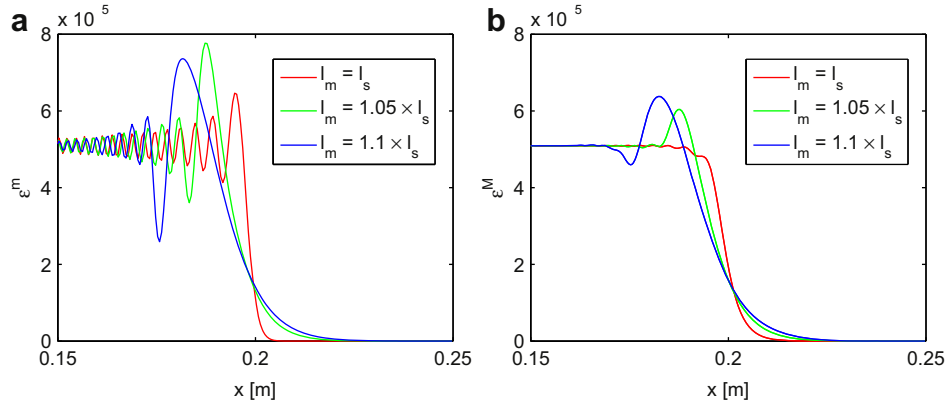 a
x 10 5
8
6
4
2
0
0.15
0.2
0.25
ε^m
x [m]
l_m = l_s
l_m = 1.05 × l_s
l_m = 1.1 × l_s
b
x 10 5
8
6
4
2
0
0.15
0.2
0.25
ε^M
x [m]
l_m = l_s
l_m = 1.05 × l_s
l_m = 1.1 × l_s